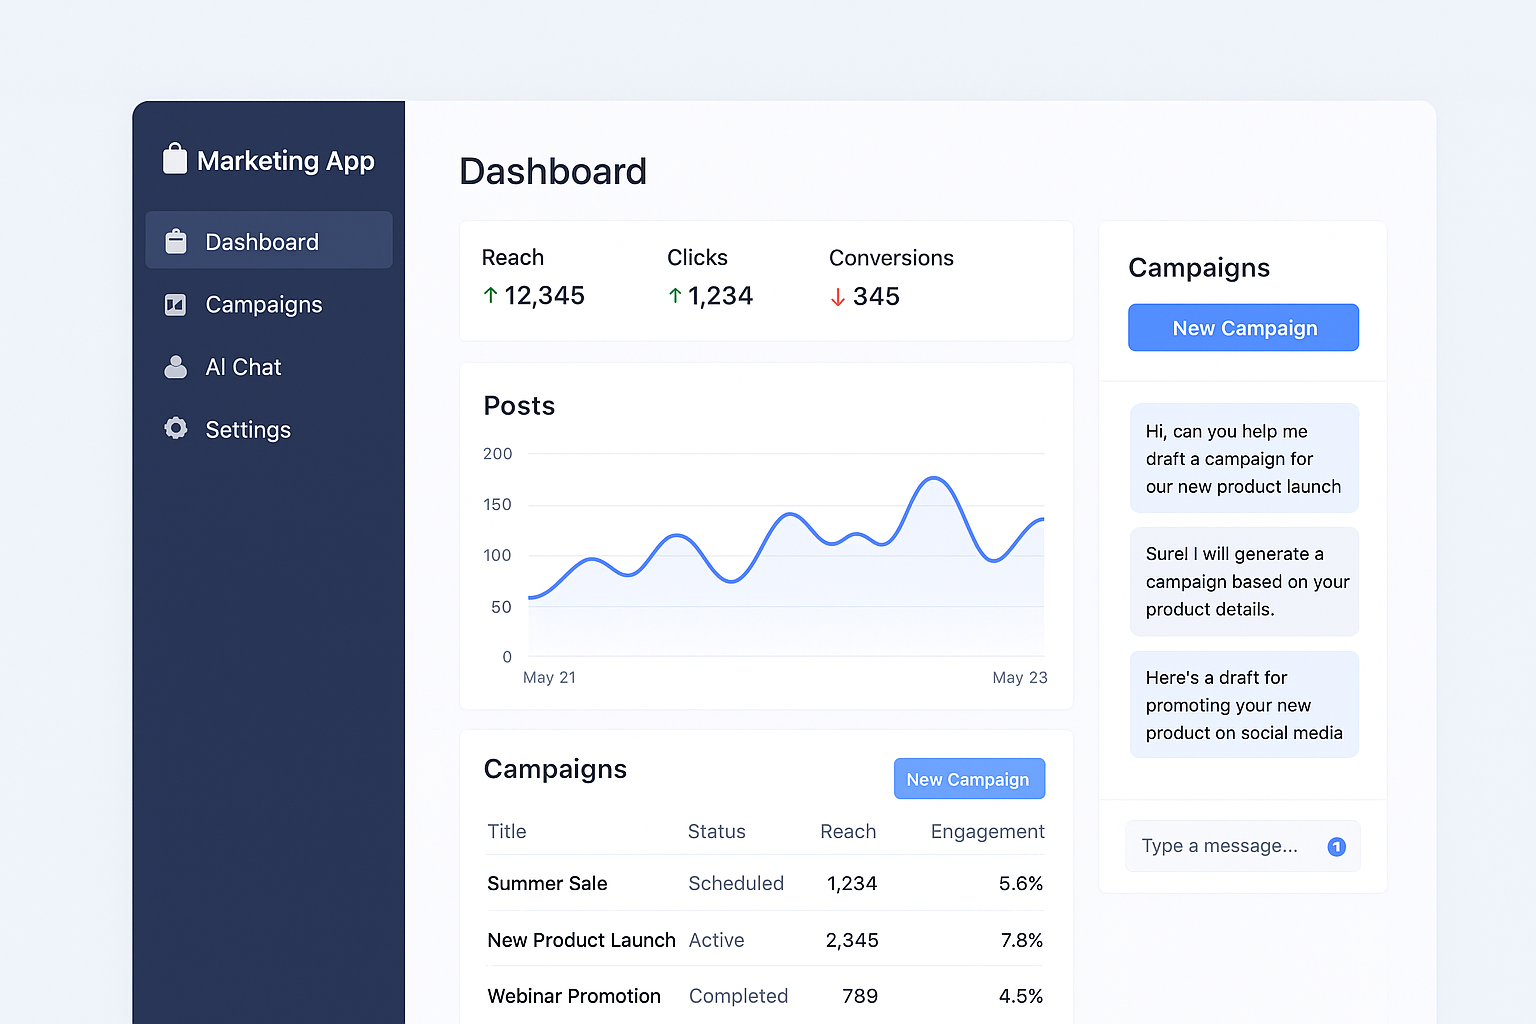 Marketing App
Dashboard
Campaigns
AI Chat
Settings
Dashboard
Reach
↑ 12,345
Clicks
↑ 1,234
Conversions
↓ 345
Posts
200
150
100
50
0
May 21
May 23
Campaigns
New Campaign
Title Status Reach Engagement
Summer Sale Scheduled 1,234 5.6%
New Product Launch Active 2,345 7.8%
Webinar Promotion Completed 789 4.5%
Campaigns
New Campaign
Hi, can you help me
draft a campaign for
our new product launch
Surel I will generate a
campaign based on your
product details.
Here's a draft for
promoting your new
product on social media
Type a message... 1